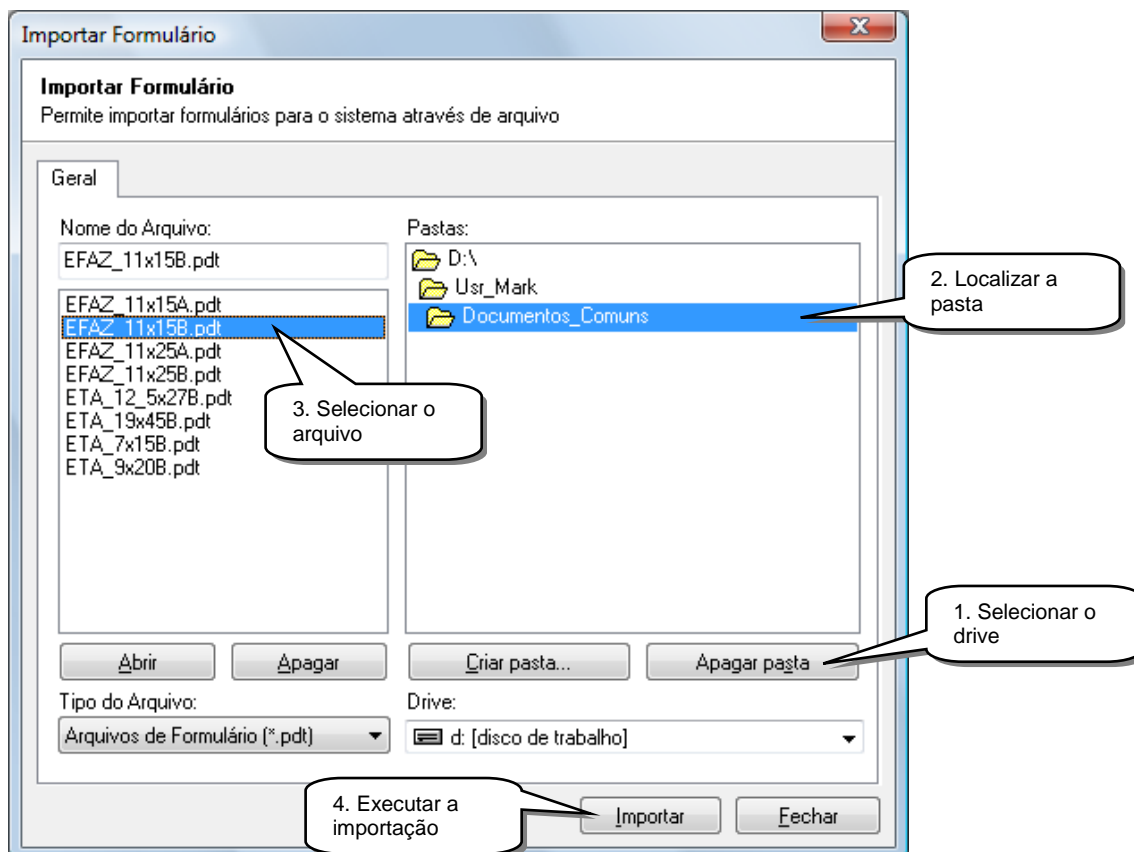 Importar Formulário
Importar Formulário
Permite importar formulários para o sistema através de arquivo
Geral
Nome do Arquivo:
EFAZ_11x15B.pdt
EFAZ_11x15A.pdt
EFAZ_11x15B.pdt
EFAZ_11x25A.pdt
EFAZ_11x25B.pdt
ETA_12_5x27B.pdt
ETA_19x45B.pdt
ETA_7x15B.pdt
ETA_9x20B.pdt
Pastas:
D:\
Usr_Mark
Documentos_Comuns
2. Localizar a
pasta
3. Selecionar o
arquivo
1. Selecionar o
drive
Abrir
Apagar
Criar pasta...
Apagar pasta
Tipo do Arquivo:
Arquivos de Formulário (*.pdt)
Drive:
d: [disco de trabalho]
4. Executar a
importação
Importar
Fechar